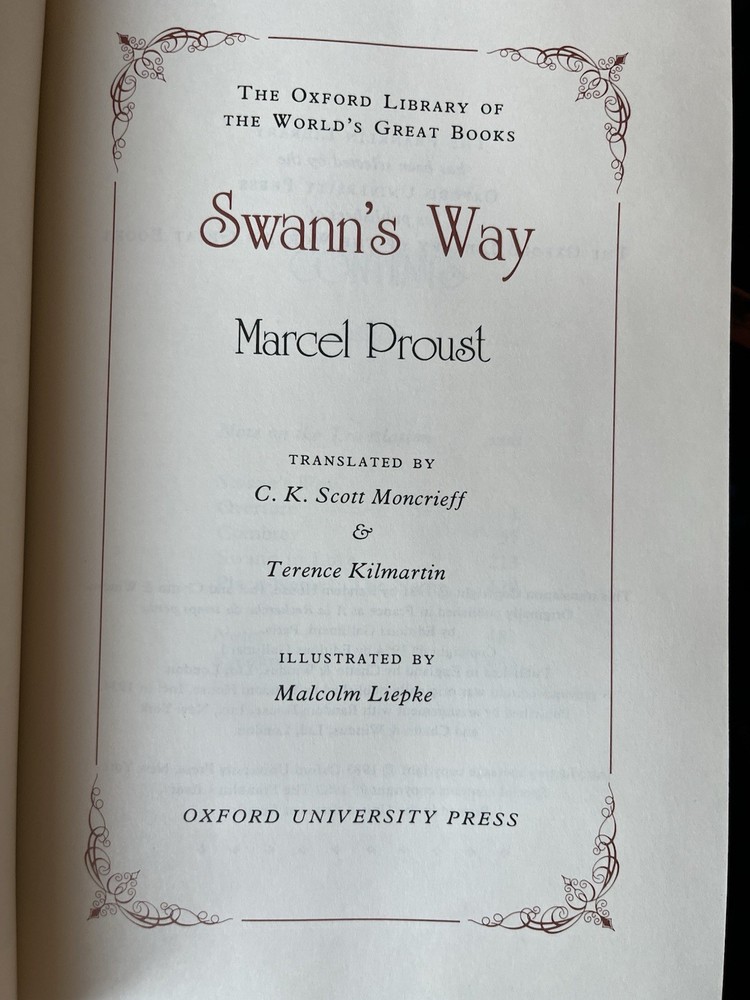 The Oxford Library of
the World's Great Books
Swann's Way
Marcel Proust
TRANSLATED BY
C. K. Scott Moncrieff
&
Terence Kilmartin
ILLUSTRATED BY
Malcolm Liepke
OXFORD UNIVERSITY PRESS